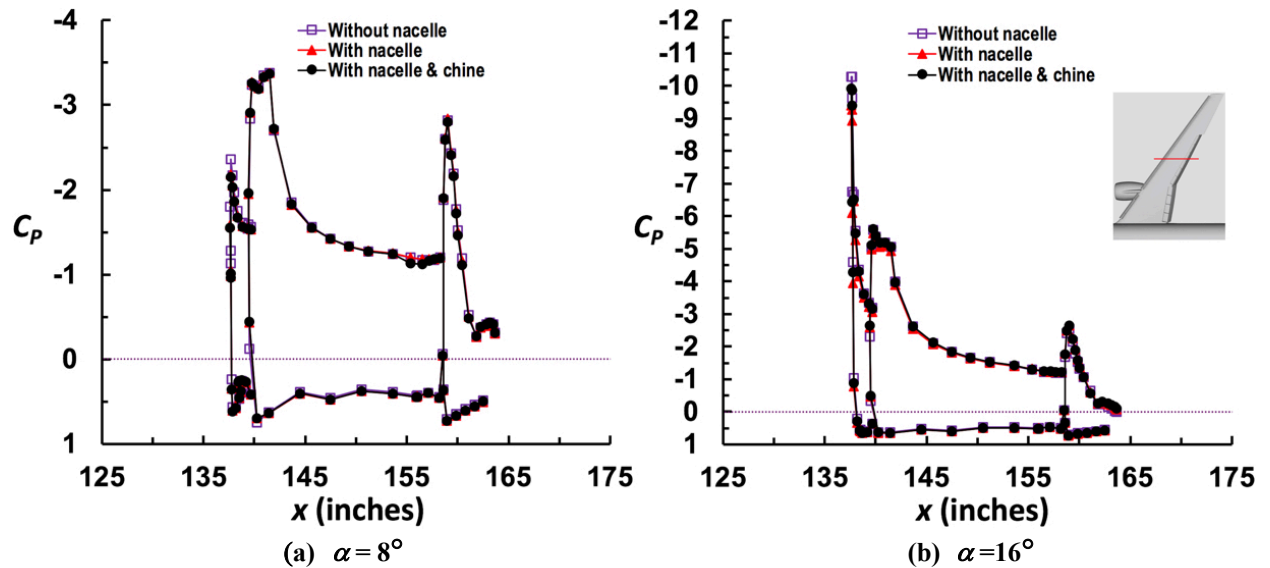 -4
-3
-2
-1
0
1
C_P
125 135 145 155 165 175
x (inches)
Without nacelle
With nacelle
With nacelle & chine
(a) α = 8°
-12
-11
-10
-9
-8
-7
-6
-5
-4
-3
-2
-1
0
1
C_P
125 135 145 155 165 175
x (inches)
Without nacelle
With nacelle
With nacelle & chine
(b) α =16°